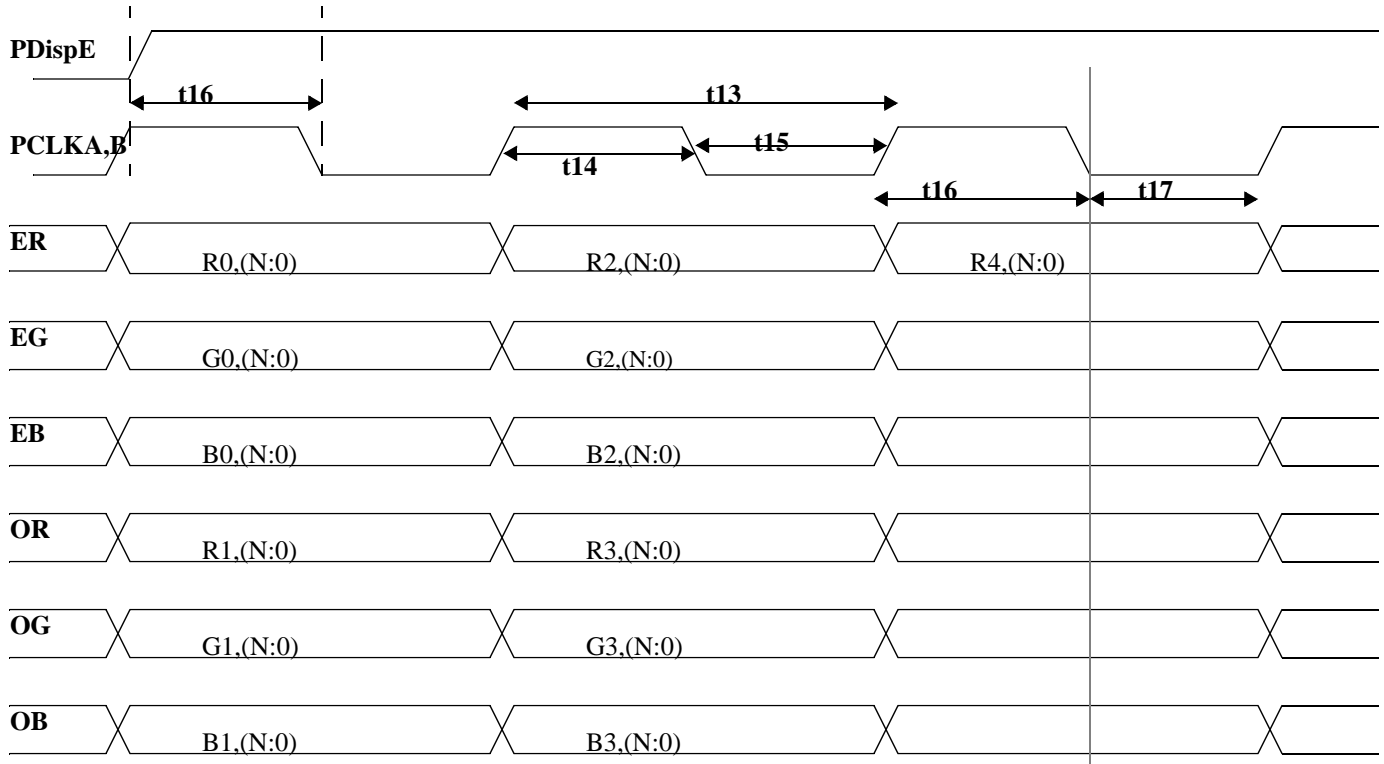 PDispE
t16
t13
PCLKA,B
t14
t15
t16
t17
ER
R0,(N:0)
R2,(N:0)
R4,(N:0)
EG
G0,(N:0)
G2,(N:0)
EB
B0,(N:0)
B2,(N:0)
OR
R1,(N:0)
R3,(N:0)
OG
G1,(N:0)
G3,(N:0)
OB
B1,(N:0)
B3,(N:0)